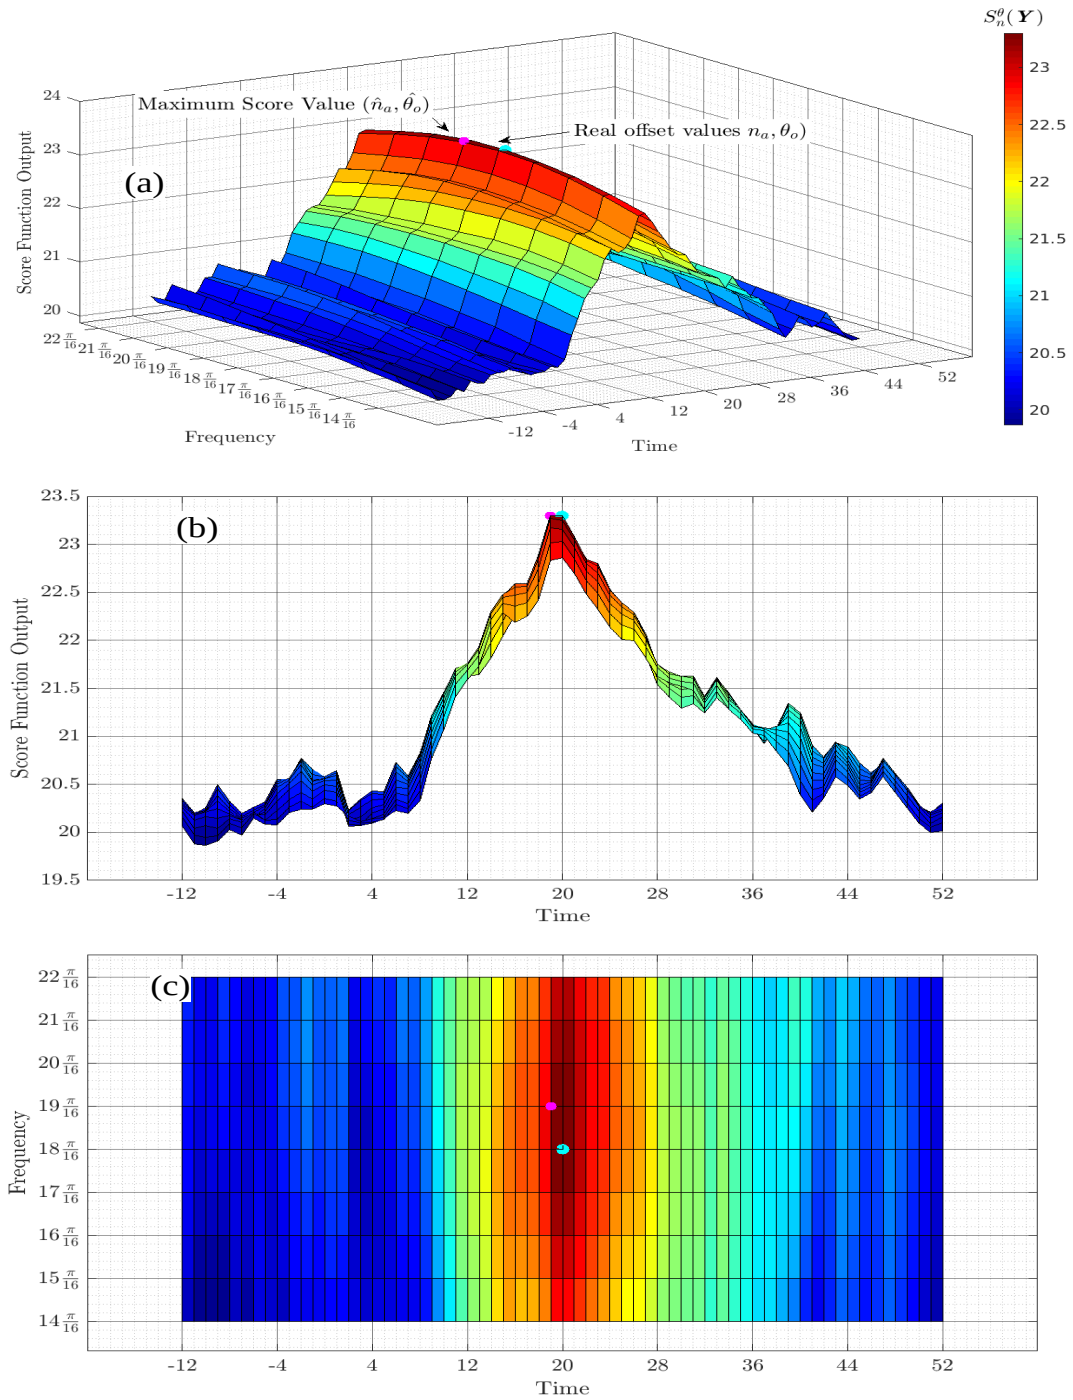 S_n^θ(Y)
24
23
22
21
20
Score Function Output
Maximum Score Value (n̂_a, θ̂_o)
Real offset values n_a, θ_o)
(a)
22 π/16
21 π/16
20 π/16
19 π/16
18 π/16
17 π/16
16 π/16
15 π/16
14 π/16
Frequency
-12
-4
4
12
20
28
36
44
52
Time
23
22.5
22
21.5
21
20.5
20
(b)
23.5
23
22.5
22
21.5
21
20.5
20
19.5
Score Function Output
-12 -4 4 12 20 28 36 44 52
Time
(c)
22 π/16
21 π/16
20 π/16
19 π/16
18 π/16
17 π/16
16 π/16
15 π/16
14 π/16
Frequency
-12 -4 4 12 20 28 36 44 52
Time